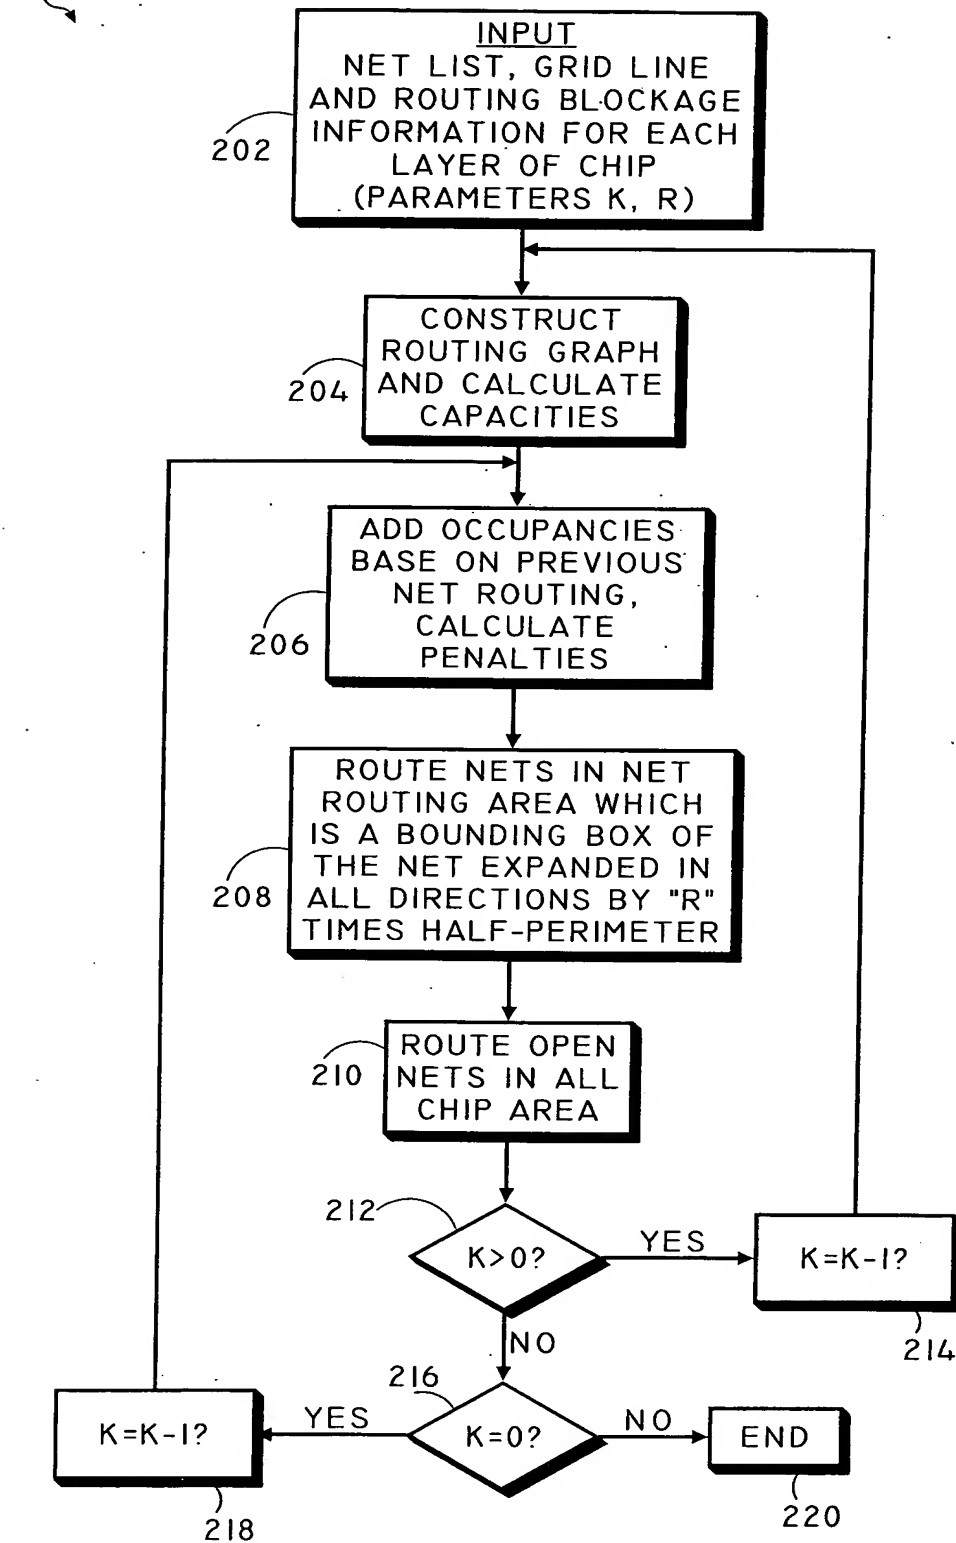 INPUT
NET LIST, GRID LINE
AND ROUTING BLOCKAGE
INFORMATION FOR EACH
LAYER OF CHIP
(PARAMETERS K, R)
202
CONSTRUCT
ROUTING GRAPH
AND CALCULATE
CAPACITIES
204
ADD OCCUPANCIES
BASE ON PREVIOUS
NET ROUTING,
CALCULATE
PENALTIES
206
ROUTE NETS IN NET
ROUTING AREA WHICH
IS A BOUNDING BOX OF
THE NET EXPANDED IN
ALL DIRECTIONS BY "R"
TIMES HALF-PERIMETER
208
ROUTE OPEN
NETS IN ALL
CHIP AREA
210
212
K>0?
YES
K=K-1?
214
NO
216
K=0?
YES
K=K-1?
218
NO
END
220